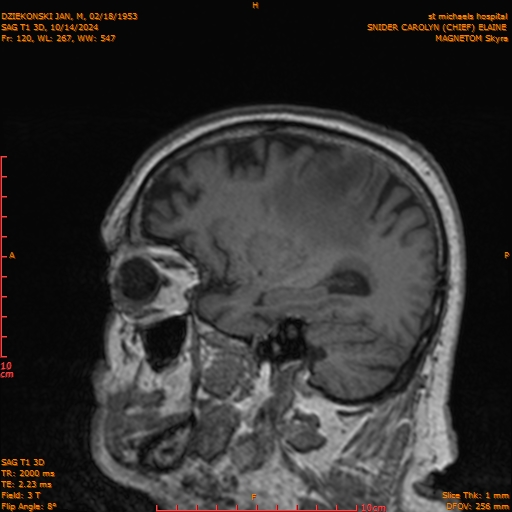 H
DZIEKONSKI JAN, M, 02/18/1953
SAG T1 3D, 10/14/2024
Fr: 120, WL: 267, WW: 547
st michaels hospital
SNIDER CAROLYN (CHIEF) ELAINE
MAGNETOM Skyra
A
P
10
cm
SAG T1 3D
TR: 2000 ms
TE: 2.23 ms
Field: 3 T
Flip Angle: 8°
F
10cm
Slice Thk: 1 mm
DFOV: 256 mm